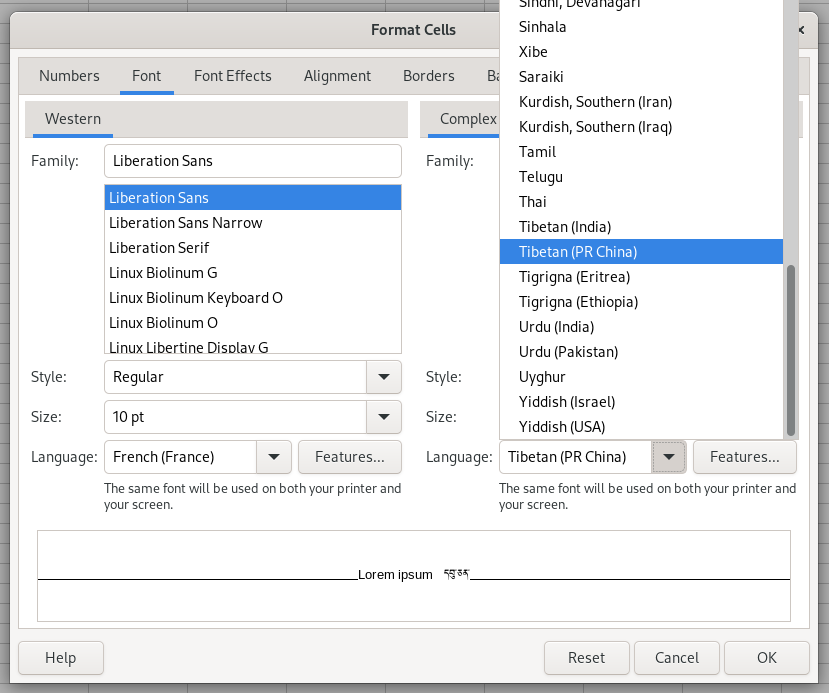 Format Cells
Numbers
Font
Font Effects
Alignment
Borders
Western
Complex
Family:
Liberation Sans
Liberation Sans
Liberation Sans Narrow
Liberation Serif
Linux Biolinum G
Linux Biolinum Keyboard O
Linux Biolinum O
Linux Libertine Display G
Style:
Regular
Size:
10 pt
Language:
French (France)
Features...
The same font will be used on both your printer and
your screen.
Family:
Style:
Size:
Language:
Sindhi, Devanagari
Sinhala
Xibe
Saraiki
Kurdish, Southern (Iran)
Kurdish, Southern (Iraq)
Tamil
Telugu
Thai
Tibetan (India)
Tibetan (PR China)
Tigrigna (Eritrea)
Tigrigna (Ethiopia)
Urdu (India)
Urdu (Pakistan)
Uyghur
Yiddish (Israel)
Yiddish (USA)
Tibetan (PR China)
Features...
The same font will be used on both your printer and
your screen.
Lorem ipsum དབུ་ཅན་
Help
Reset
Cancel
OK